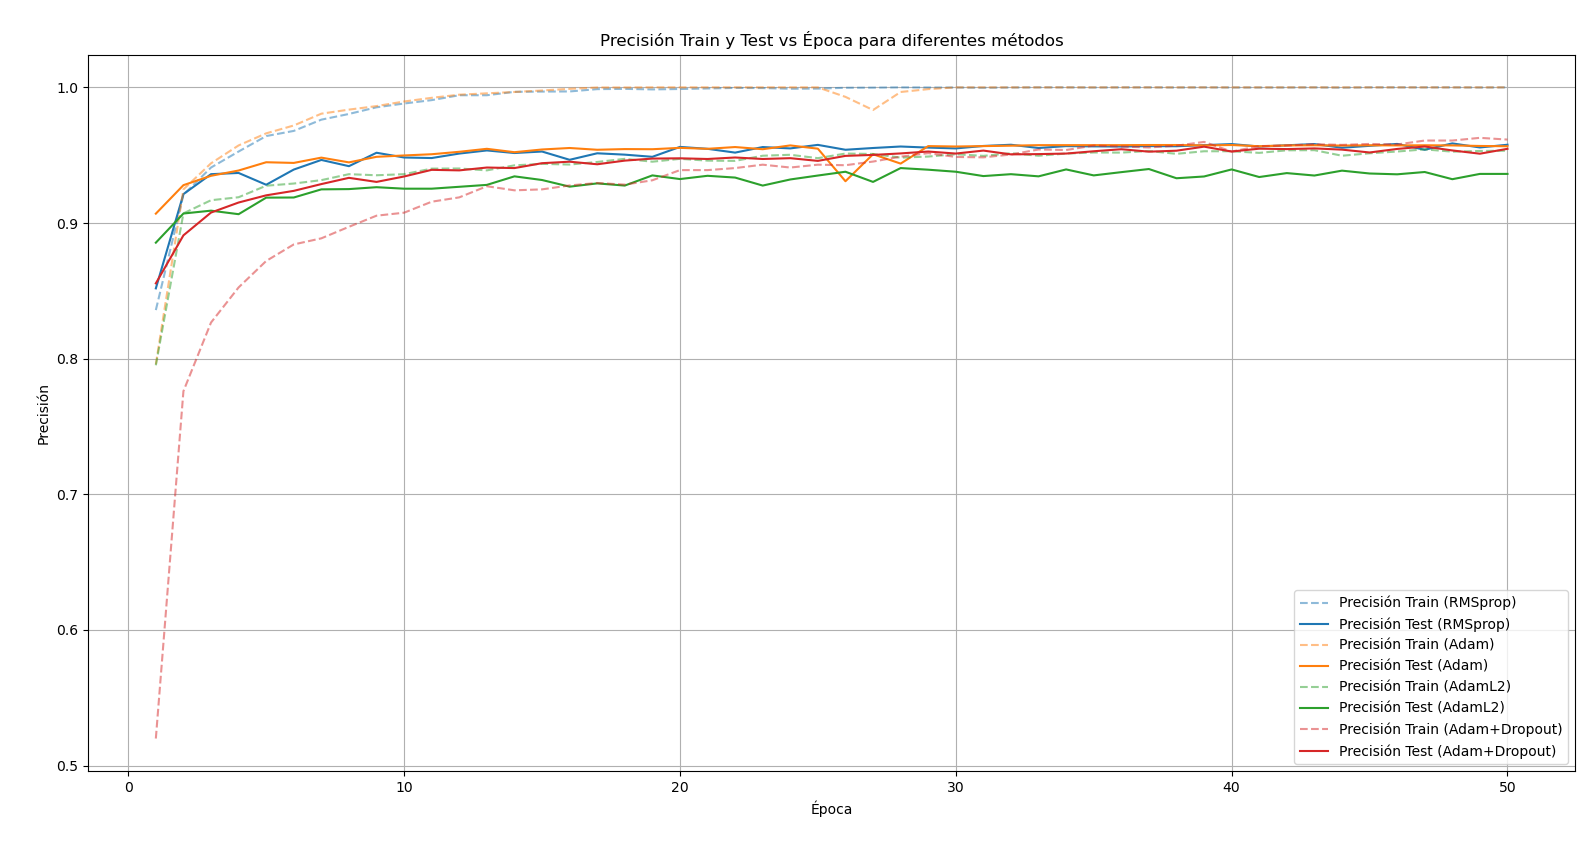 Precisión Train y Test vs Época para diferentes métodos
Precisión
1.0
0.9
0.8
0.7
0.6
0.5
0
10
20
30
40
50
Época
Precisión Train (RMSprop)
Precisión Test (RMSprop)
Precisión Train (Adam)
Precisión Test (Adam)
Precisión Train (AdamL2)
Precisión Test (AdamL2)
Precisión Train (Adam+Dropout)
Precisión Test (Adam+Dropout)